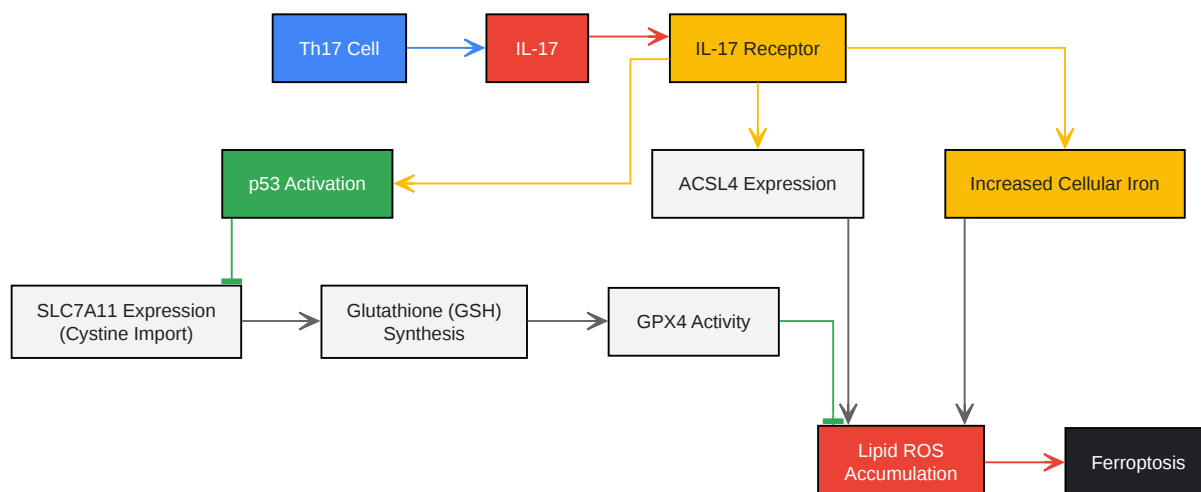 Th17 Cell
IL-17
IL-17 Receptor
p53 Activation
ACSL4 Expression
Increased Cellular Iron
SLC7A11 Expression
(Cystine Import)
Glutathione (GSH)
Synthesis
GPX4 Activity
Lipid ROS
Accumulation
Ferroptosis